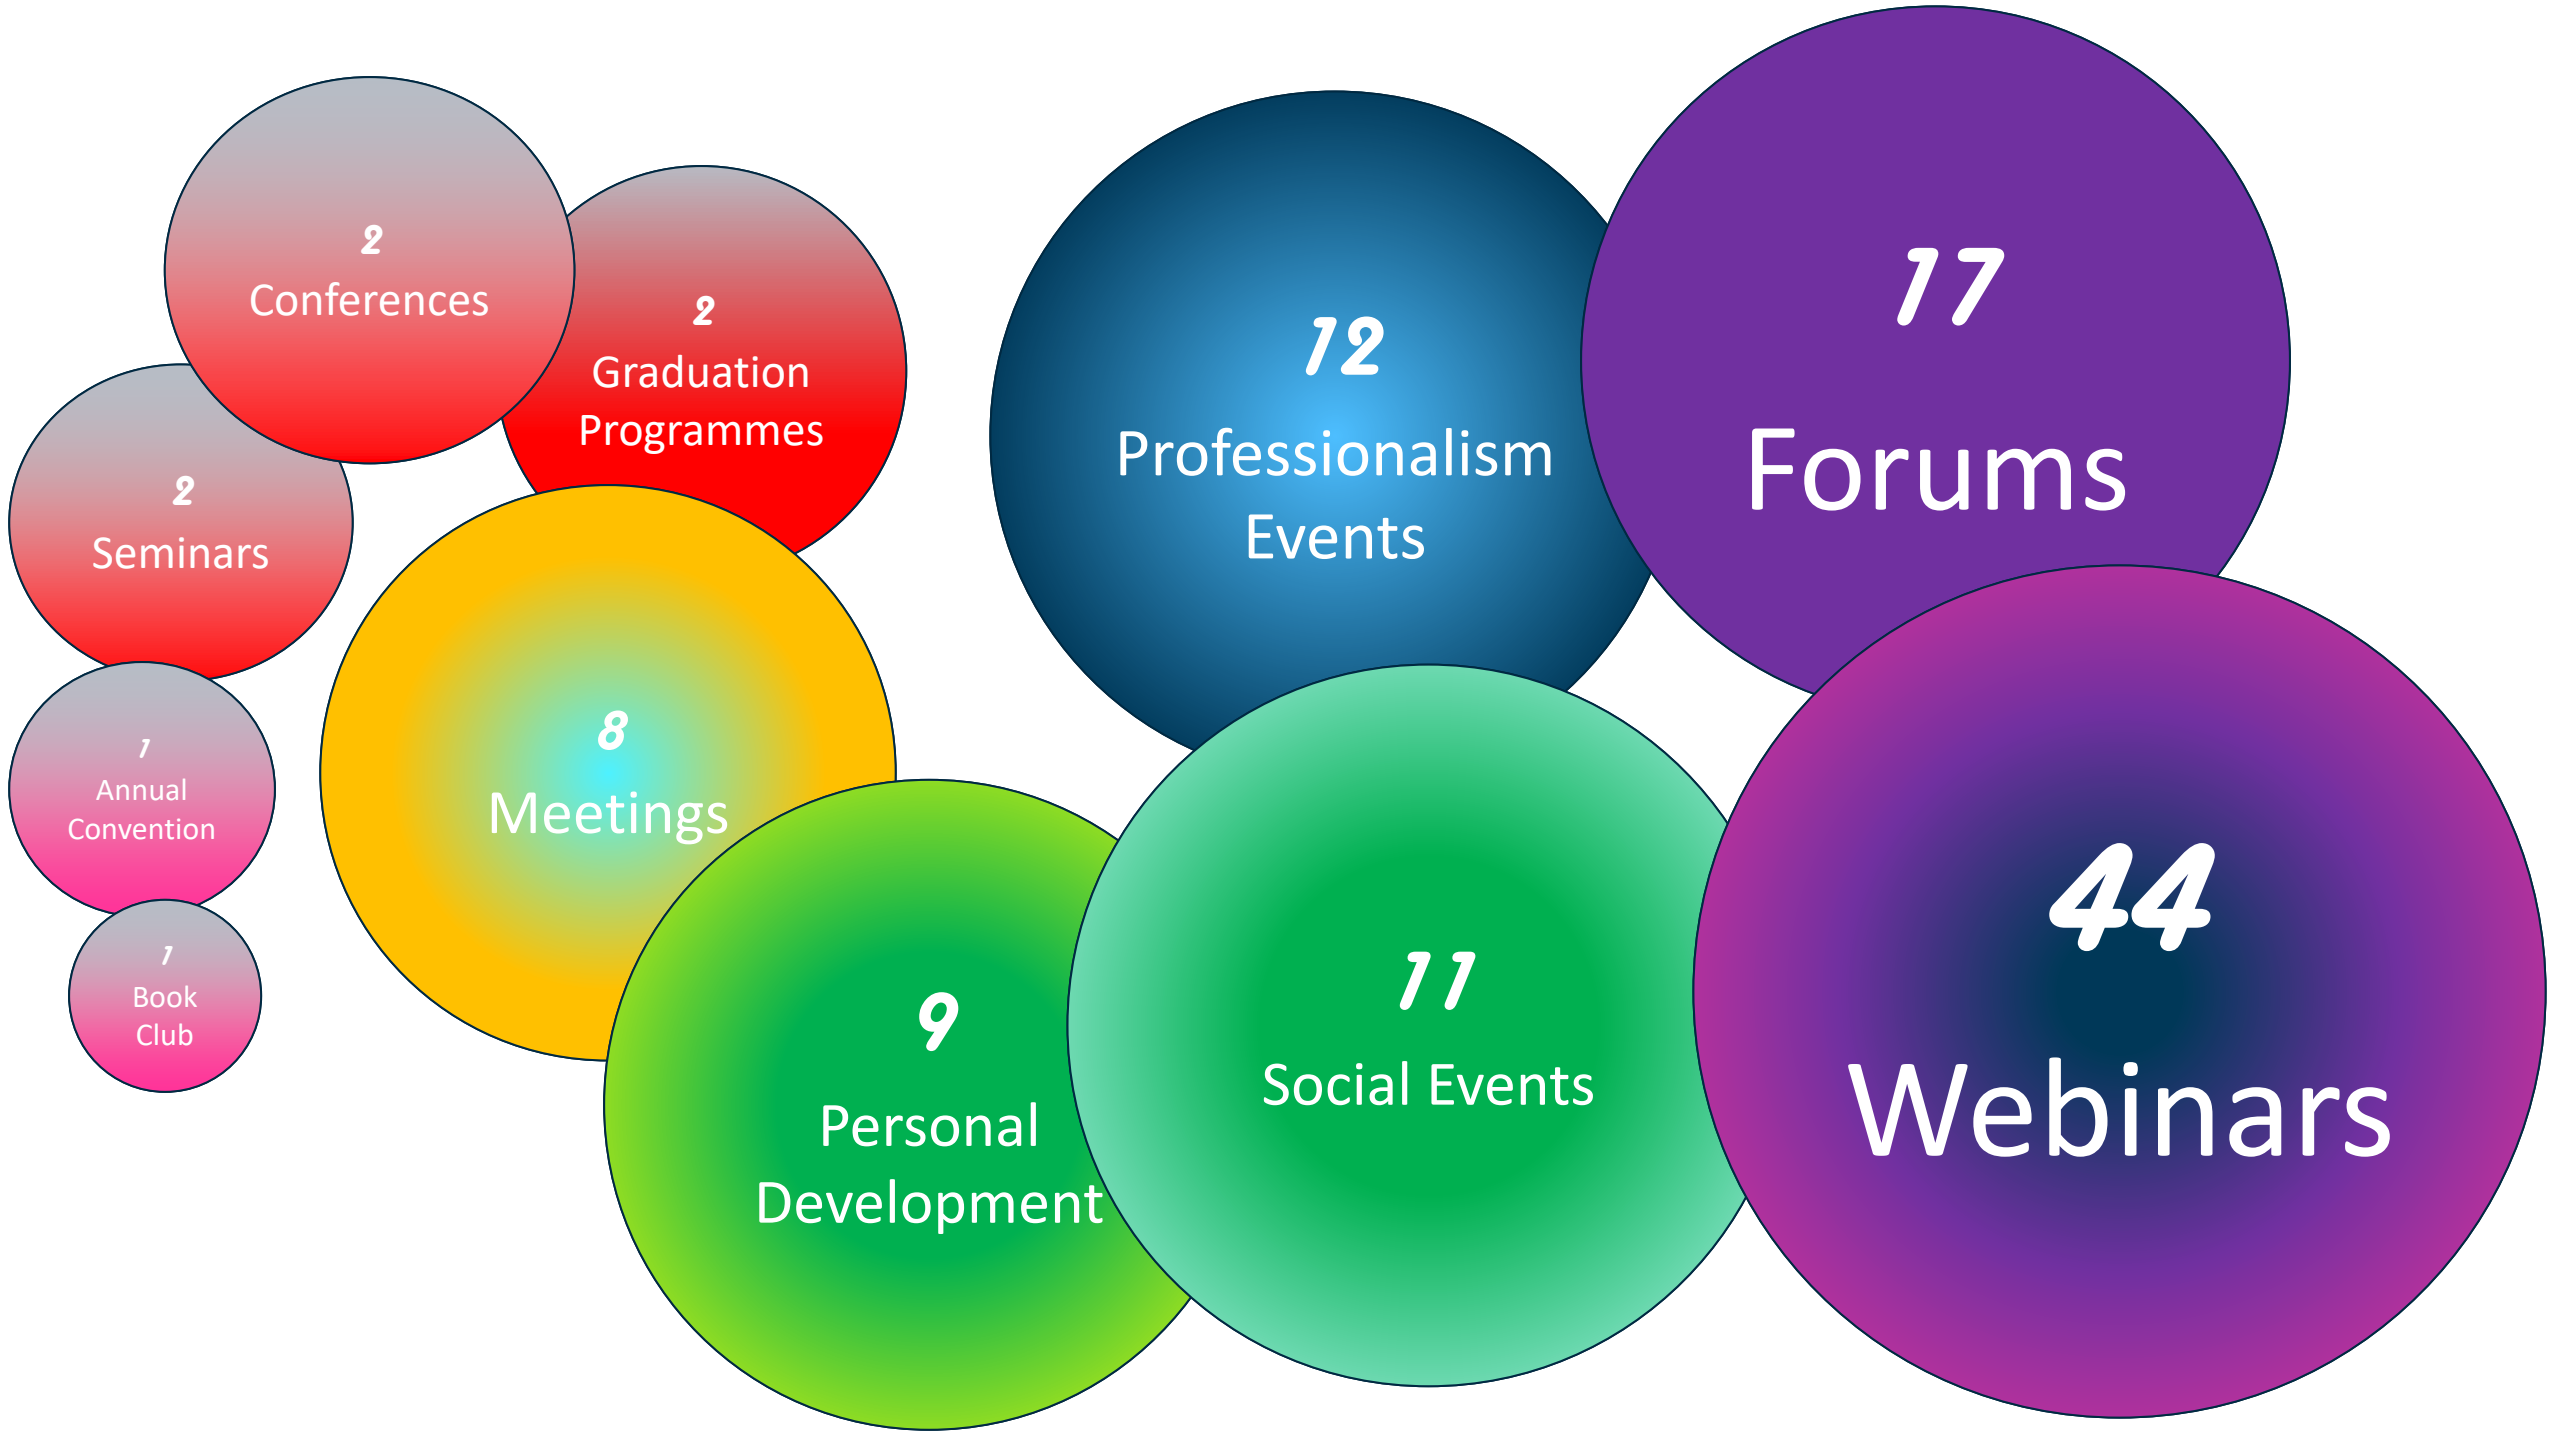 2
Conferences
2
Graduation
Programmes
2
Seminars
1
Annual
Convention
1
Book
Club
8
Meetings
9
Personal
Development
12
Professionalism
Events
11
Social Events
17
Forums
44
Webinars